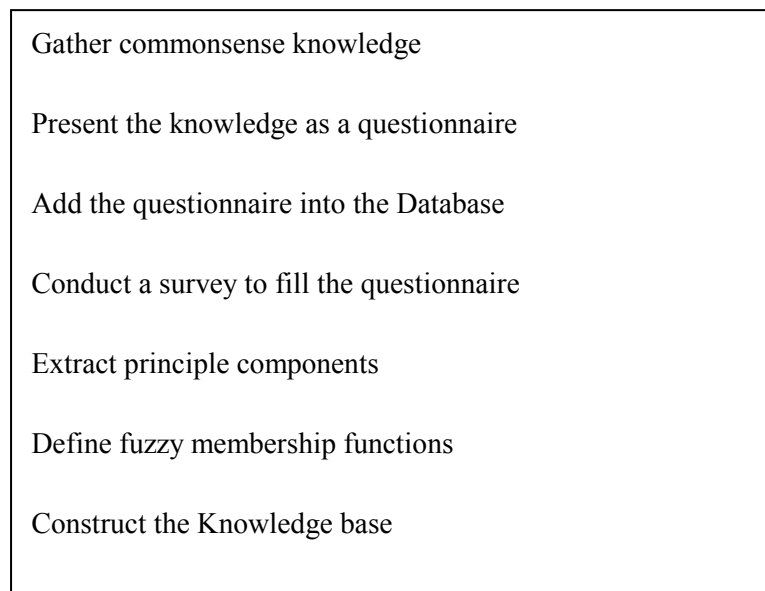 Gather commonsense knowledge
Present the knowledge as a questionnaire
Add the questionnaire into the Database
Conduct a survey to fill the questionnaire
Extract principle components
Define fuzzy membership functions
Construct the Knowledge base